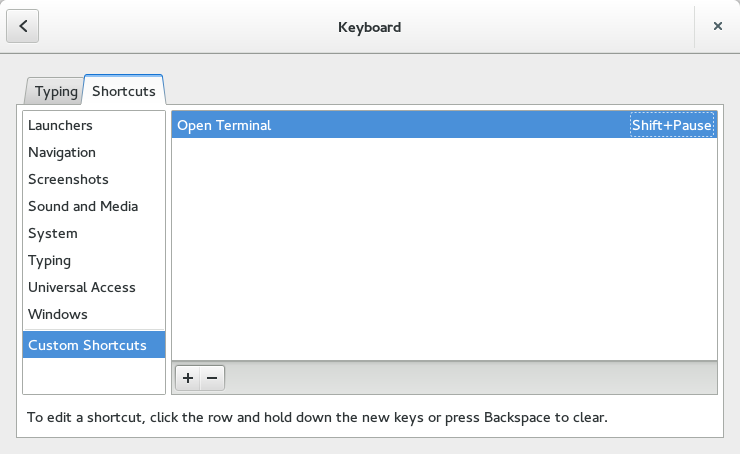 Keyboard
Typing
Shortcuts
Launchers
Navigation
Screenshots
Sound and Media
System
Typing
Universal Access
Windows
Custom Shortcuts
Open Terminal Shift+Pause
To edit a shortcut, click the row and hold down the new keys or press Backspace to clear.